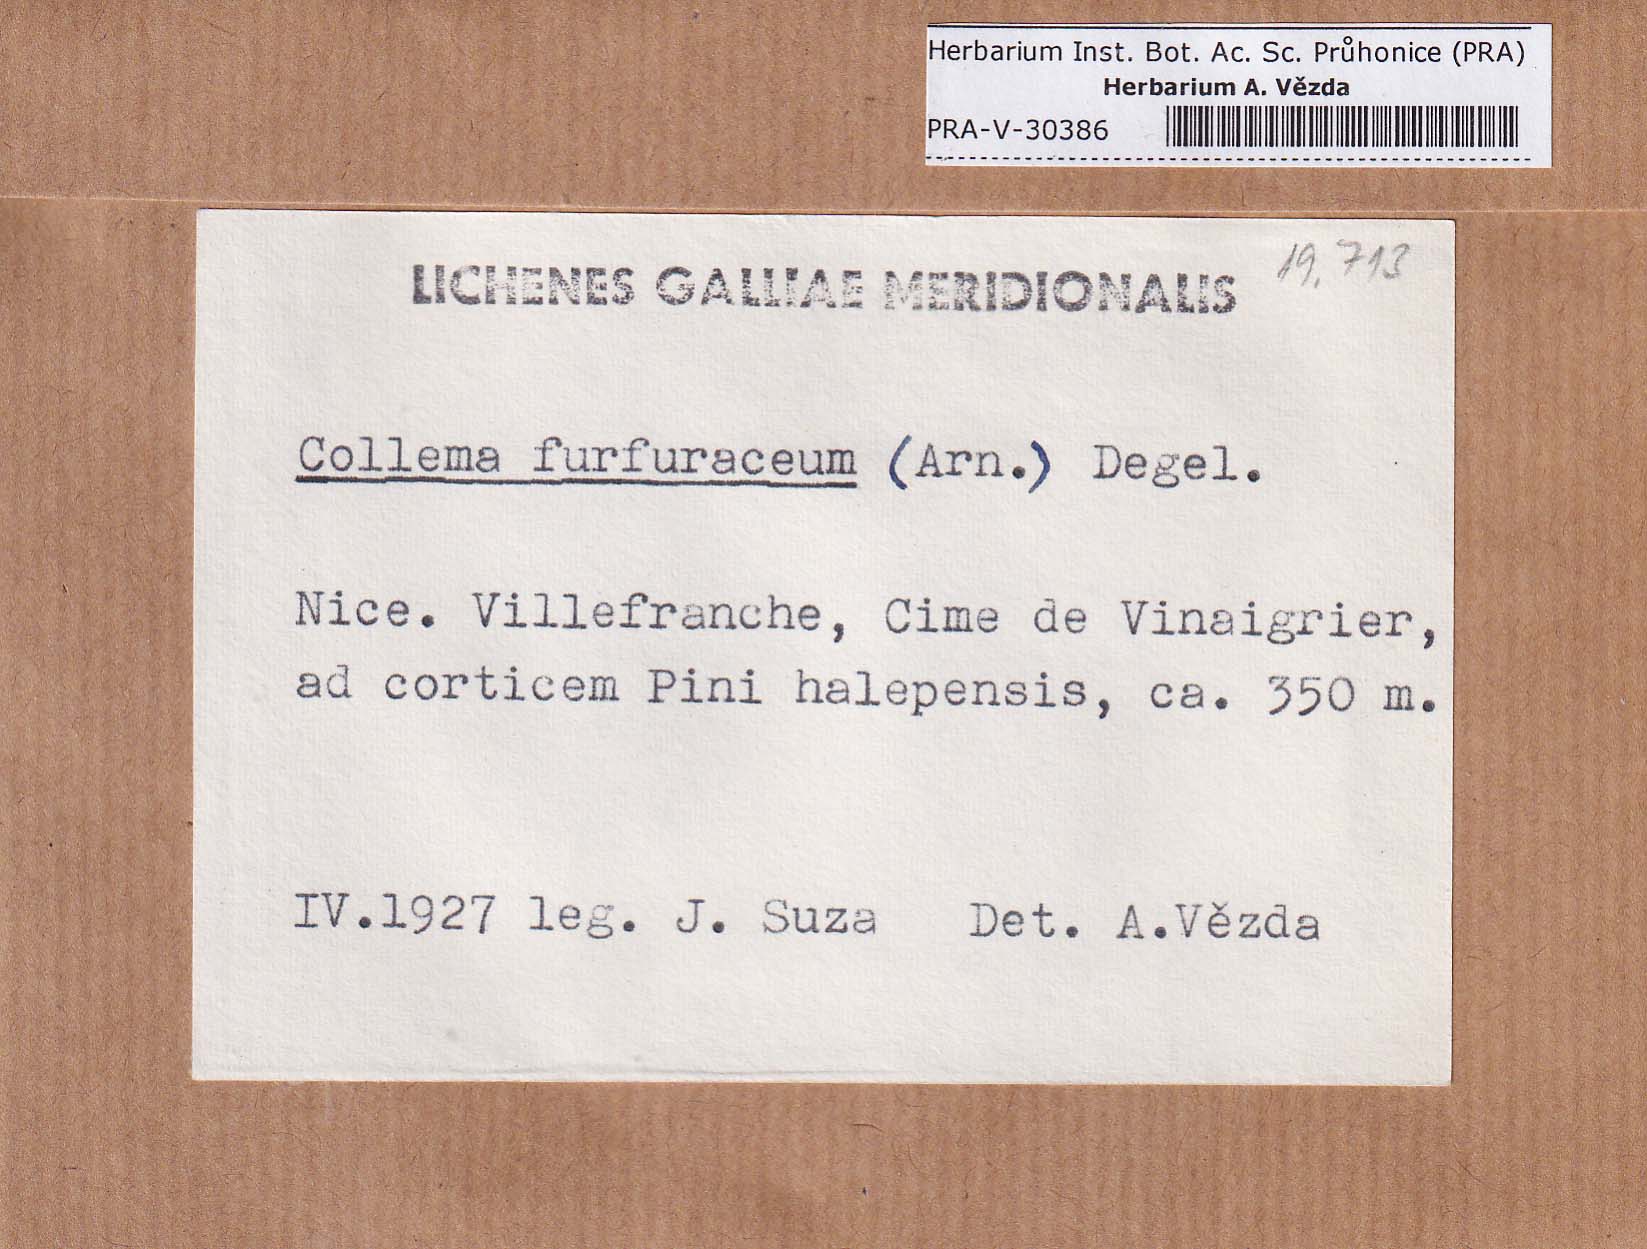 Herbarium Inst. Bot. Ac. Sc. Průhonice (PRA)
Herbarium A. Vězda
PRA-V-30386
19.713
LICHENES GALLIAE MERIDIONALIS
Collema furfuraceum (Arn.) Degel.
Nice. Villefranche, Cime de Vinaigrier,
ad corticem Pini halepensis, ca. 350 m.
IV.1927 leg. J. Suza Det. A.Vězda